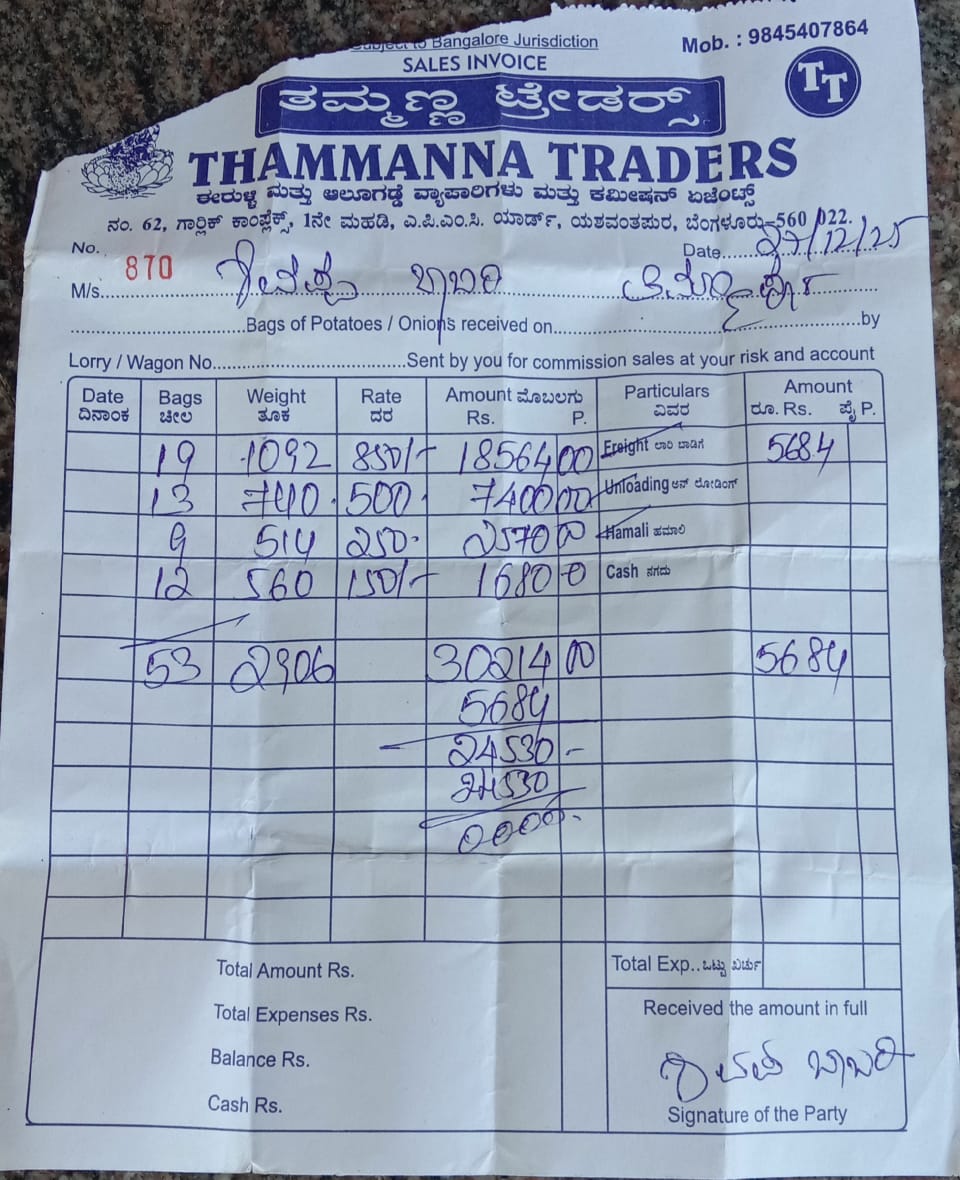 Subject to Bangalore Jurisdiction
Mob. : 9845407864
SALES INVOICE
TT
ತಮ್ಮಣ್ಣ ಟ್ರೇಡರ್ಸ್
THAMMANNA TRADERS
ಈರುಳ್ಳಿ ಮತ್ತು ಆಲೂಗಡ್ಡೆ ವ್ಯಾಪಾರಿಗಳು ಮತ್ತು ಕಮೀಷನ್ ಏಜೆಂಟ್ಸ್
ನಂ. 62, ಗಾರ್ಲಿಕ್ ಕಾಂಪ್ಲೆಕ್ಸ್, 1ನೇ ಮಹಡಿ, ಎ.ಪಿ.ಎಂ.ಸಿ. ಯಾರ್ಡ್, ಯಶವಂತಪುರ, ಬೆಂಗಳೂರು-560 022.
No. 870 Date 27/12/25
M/s. ಬಾಬರಿ
Bags of Potatoes / Onions received on by
Lorry / Wagon No. Sent by you for commission sales at your risk and account
Date Bags Weight Rate Amount ಮೊಬಲಗು Particulars Amount
ದಿನಾಂಕ ಚೀಲ ತೂಕ ದರ Rs. P. ವಿವರ ರೂ. Rs. ಪೈ P.
19 1092 850/- 18564 00 Freight ಲಾರಿ ಬಾಡಿಗೆ 5684
13 740 500 7400 00 Unloading ಅನ್ ಲೋಡಿಂಗ್
9 514 250 2570 00 Hamali ಹಮಾಲಿ
12 560 150/- 1680 0 Cash ನಗದು
53 2906 30214 00 5684
5684
24530 -
24530
0000.
Total Amount Rs. Total Exp.. ಒಟ್ಟು ಖರ್ಚು
Total Expenses Rs. Received the amount in full
Balance Rs. ಬಾಬರಿ
Cash Rs. Signature of the Party